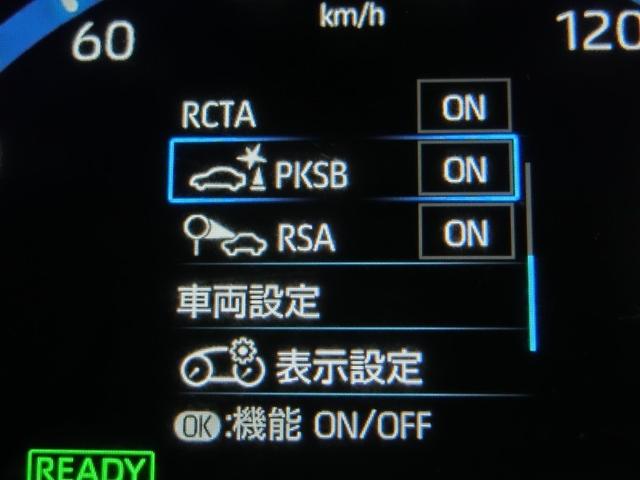 km/h
60 120
RCTA ON
PKSB ON
RSA ON
車両設定
表示設定
OK:機能 ON/OFF
READY